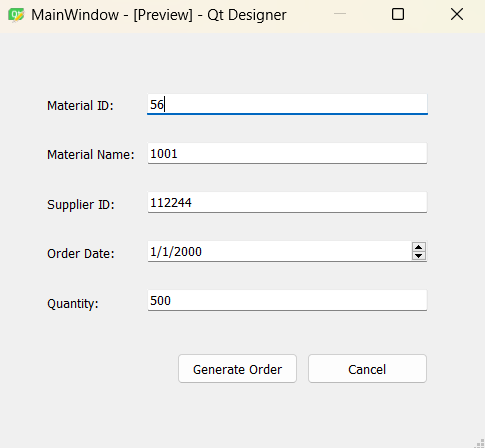 MainWindow - [Preview] - Qt Designer
Material ID: 56
Material Name: 1001
Supplier ID: 112244
Order Date: 1/1/2000
Quantity: 500
Generate Order Cancel